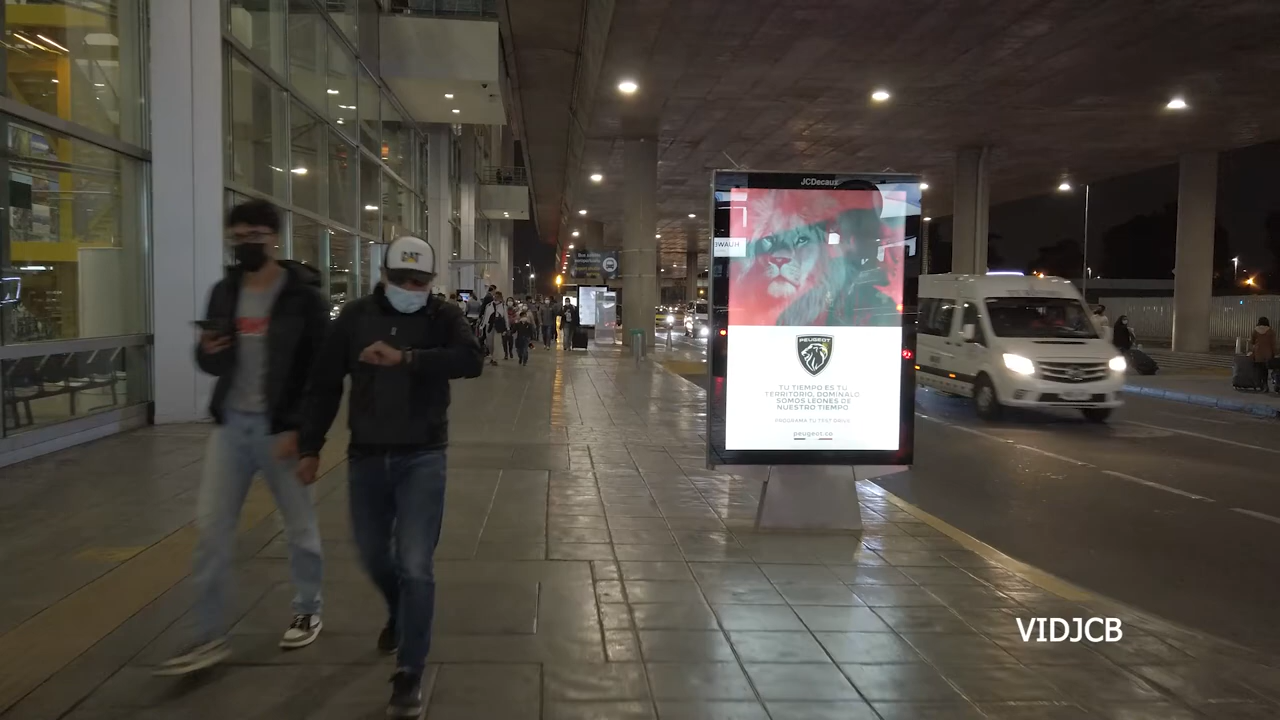 JCDecaux
HUAWE
PEUGEOT
TU TIEMPO ES TU
TERRITORIO, DOMÍNALO
SOMOS LEONES DE
NUESTRO TIEMPO
PROGRAMA TU TEST DRIVE
peugeot.co
CAT
VIDJCB